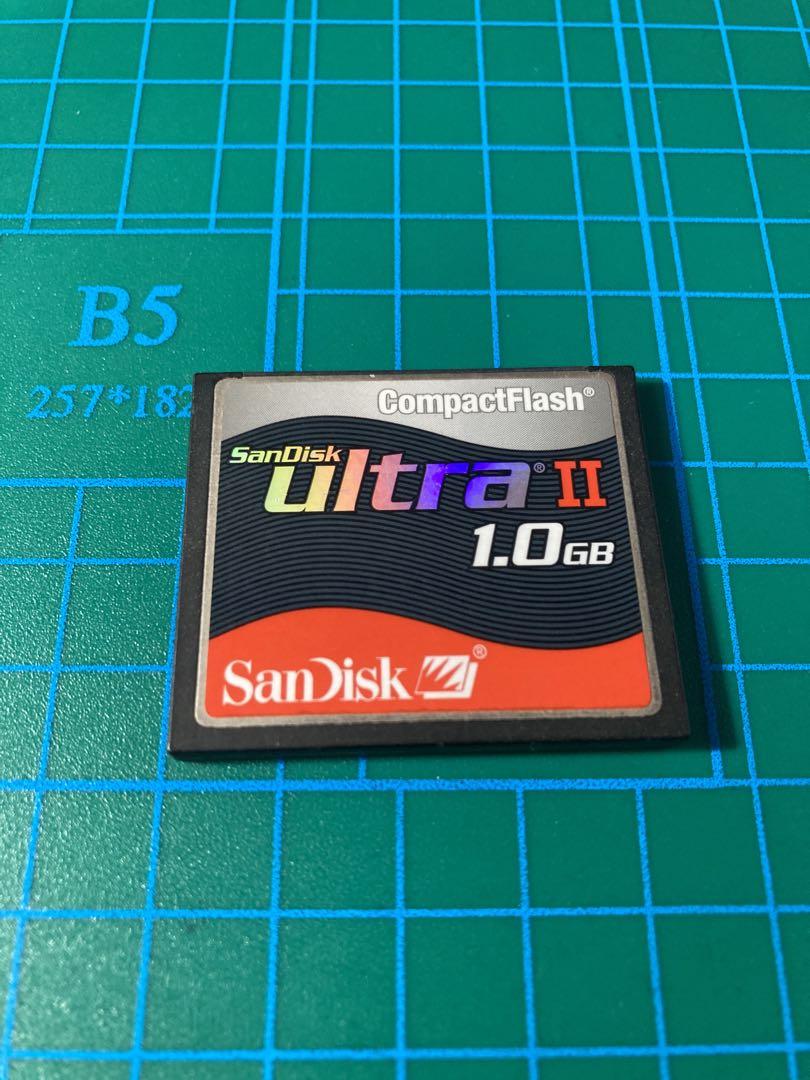 B5
257*182
CompactFlash®
SanDisk
ultra® II
1.0GB
SanDisk®